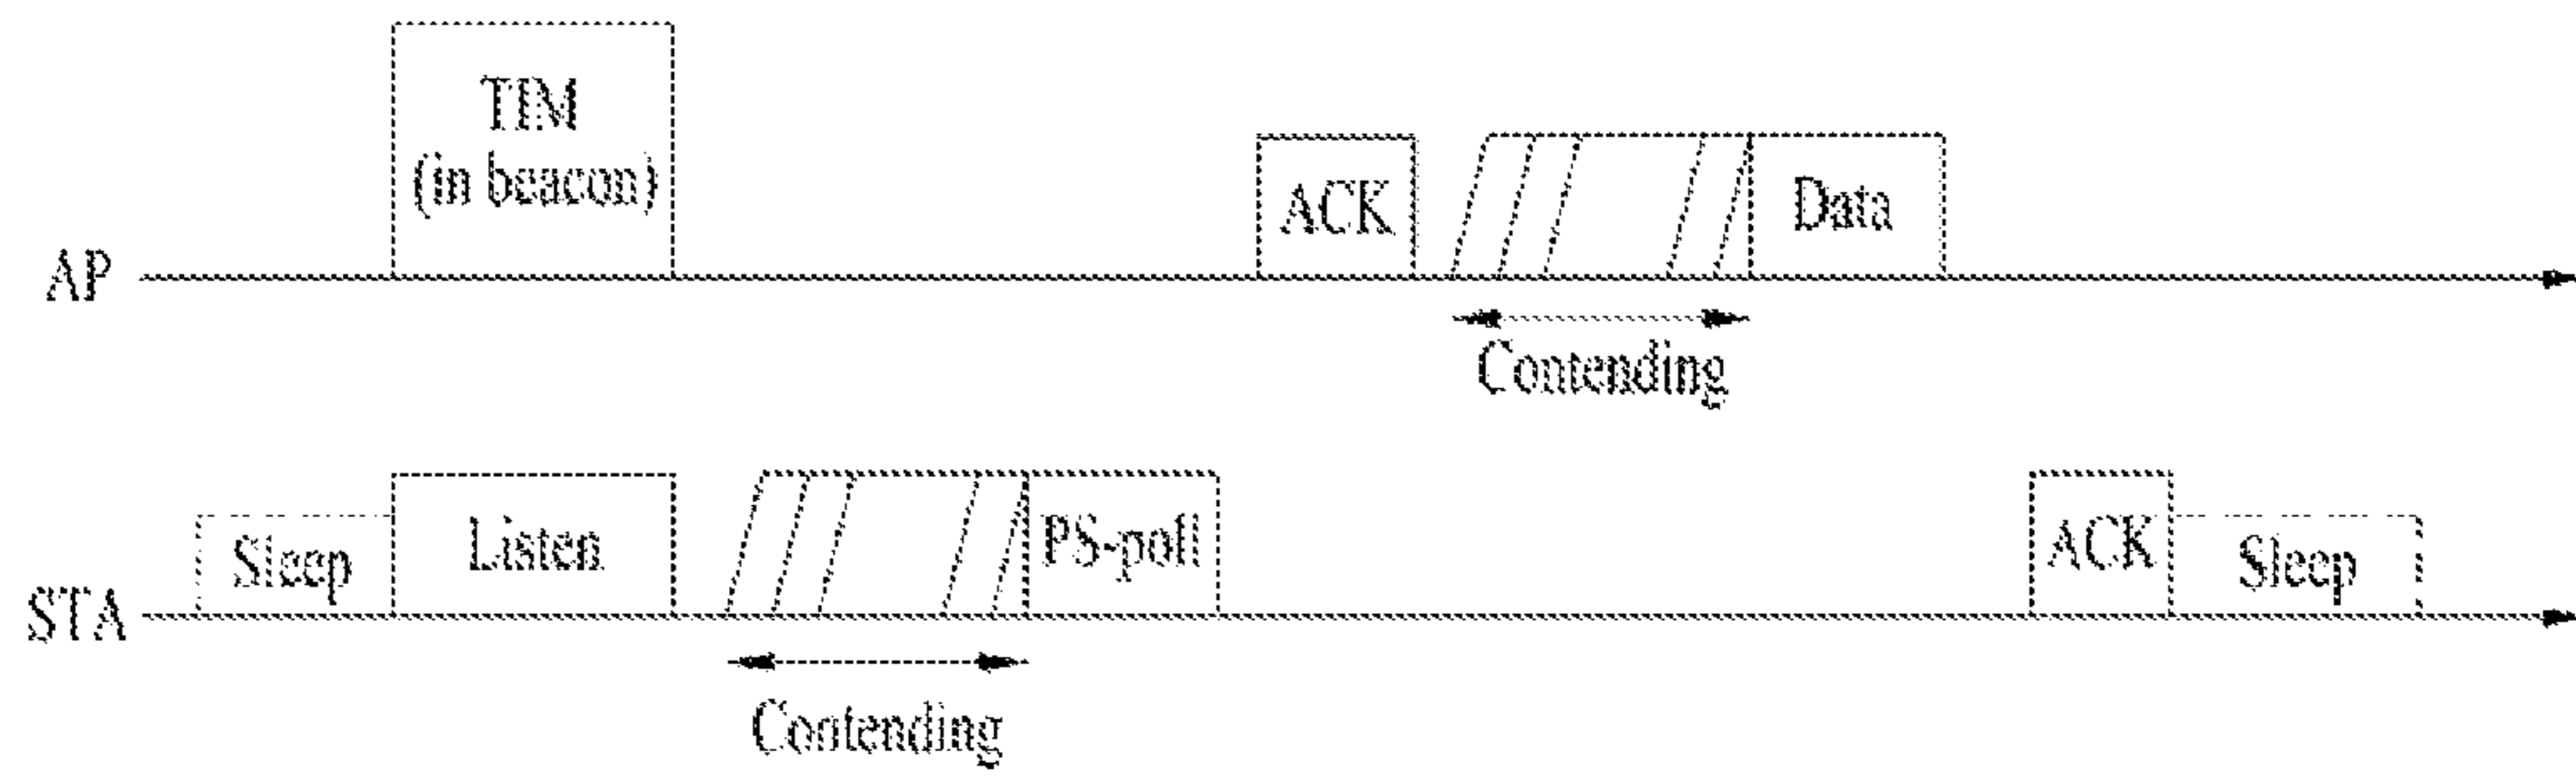 TIM
(in beacon)
AP
ACK
Data
Contending
STA
Sleep
Listen
PS-poll
ACK
Sleep
Contending